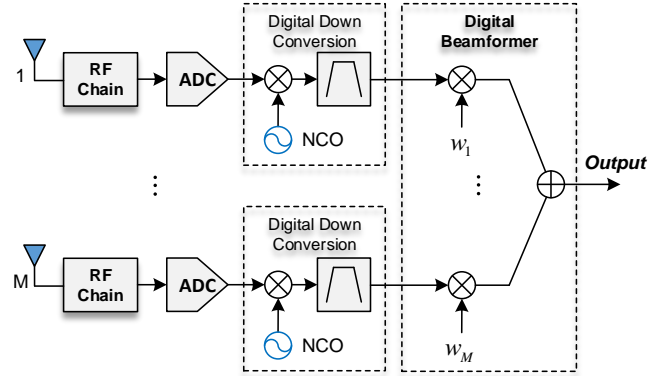 Digital Down
Conversion
Digital
Beamformer
1
RF
Chain
ADC
NCO
w1
Output
⋮
⋮
Digital Down
Conversion
M
RF
Chain
ADC
NCO
wM